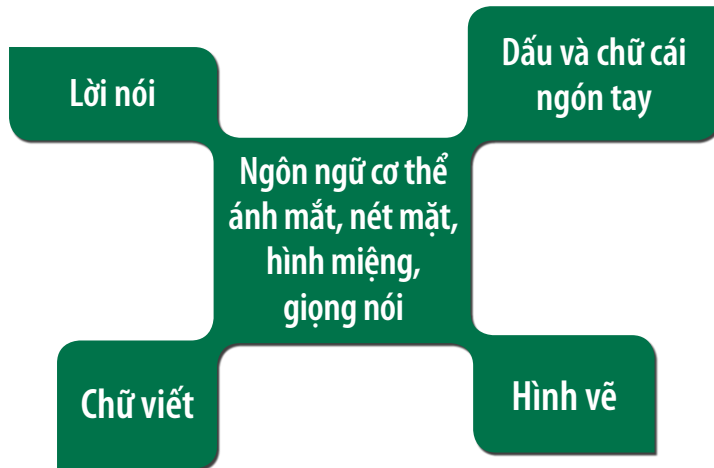 Lời nói
Dấu và chữ cái
ngón tay
Ngôn ngữ cơ thể
ánh mắt, nét mặt,
hình miệng,
giọng nói
Chữ viết
Hình vẽ